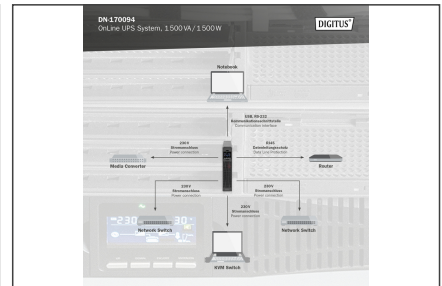 DN-170094
OnLine UPS System, 1500VA/1500W
DIGITUS®
Notebook
USB, RS-232
Kommunikationsschnittstelle
Communication interface
230V
Stromanschluss
Power connection
RJ45
Datenleitungsschutz
Data Line Protection
Media Converter
Router
230V
Stromanschluss
Power connection
230V
Stromanschluss
Power connection
230V
Stromanschluss
Power connection
Network Switch
Network Switch
KVM Switch